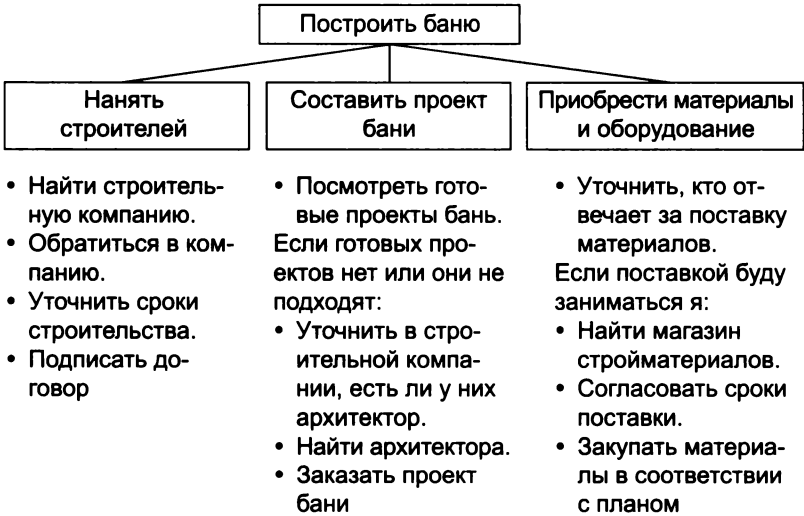 Построить баню
Нанять
строителей
Составить проект
бани
Приобрести материалы
и оборудование
• Найти строитель-
ную компанию.
• Обратиться в ком-
панию.
• Уточнить сроки
строительства.
• Подписать до-
говор
• Посмотреть гото-
вые проекты бань.
Если готовых про-
ектов нет или они не
подходят:
• Уточнить в стро-
ительной компа-
нии, есть ли у них
архитектор.
• Найти архитектора.
• Заказать проект
бани
• Уточнить, кто от-
вечает за поставку
материалов.
Если поставкой буду
заниматься я:
• Найти магазин
стройматериалов.
• Согласовать сроки
поставки.
• Закупать материа-
лы в соответствии
с планом